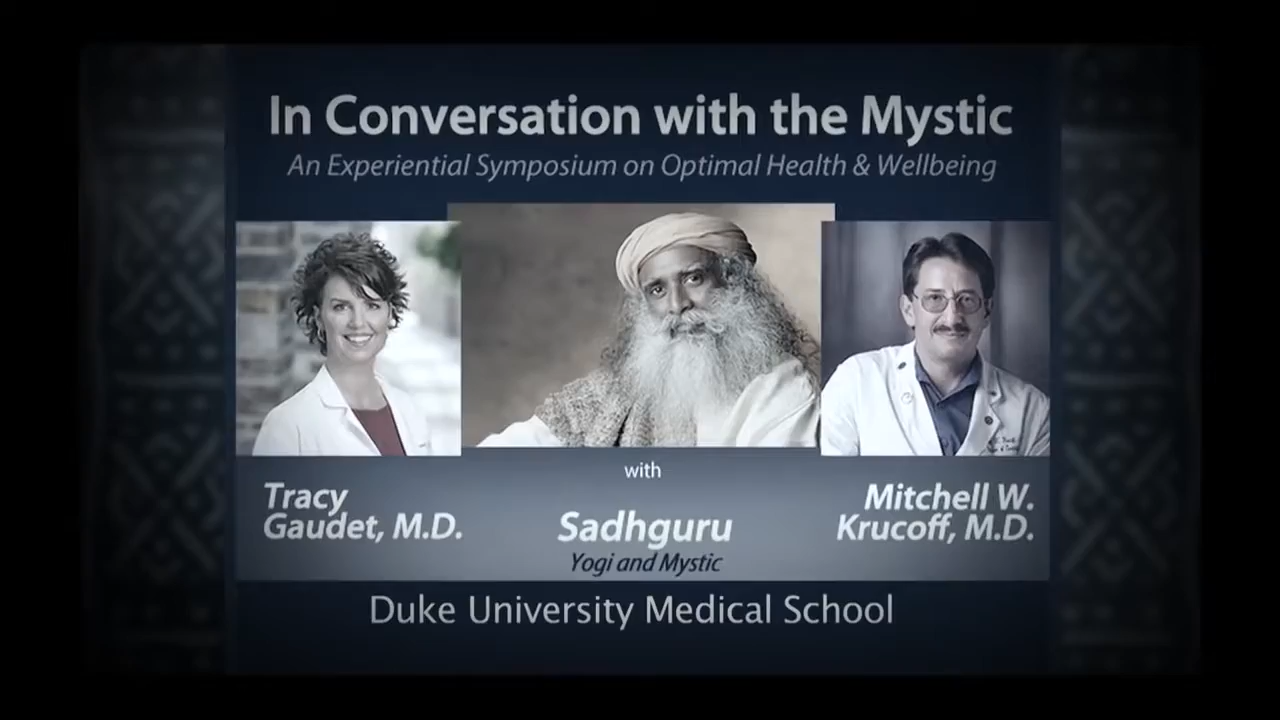 In Conversation with the Mystic
An Experiential Symposium on Optimal Health & Wellbeing
with
Tracy
Gaudet, M.D.
Sadhguru
Yogi and Mystic
Mitchell W.
Krucoff, M.D.
Duke University Medical School